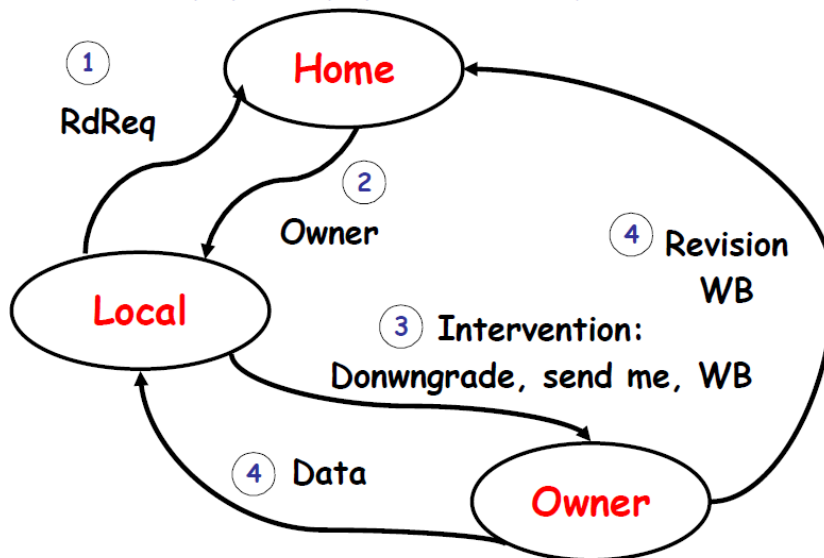 1
Home
RdReq
2
Owner
4 Revision
WB
Local
3 Intervention:
Donwngrade, send me, WB
4 Data
Owner